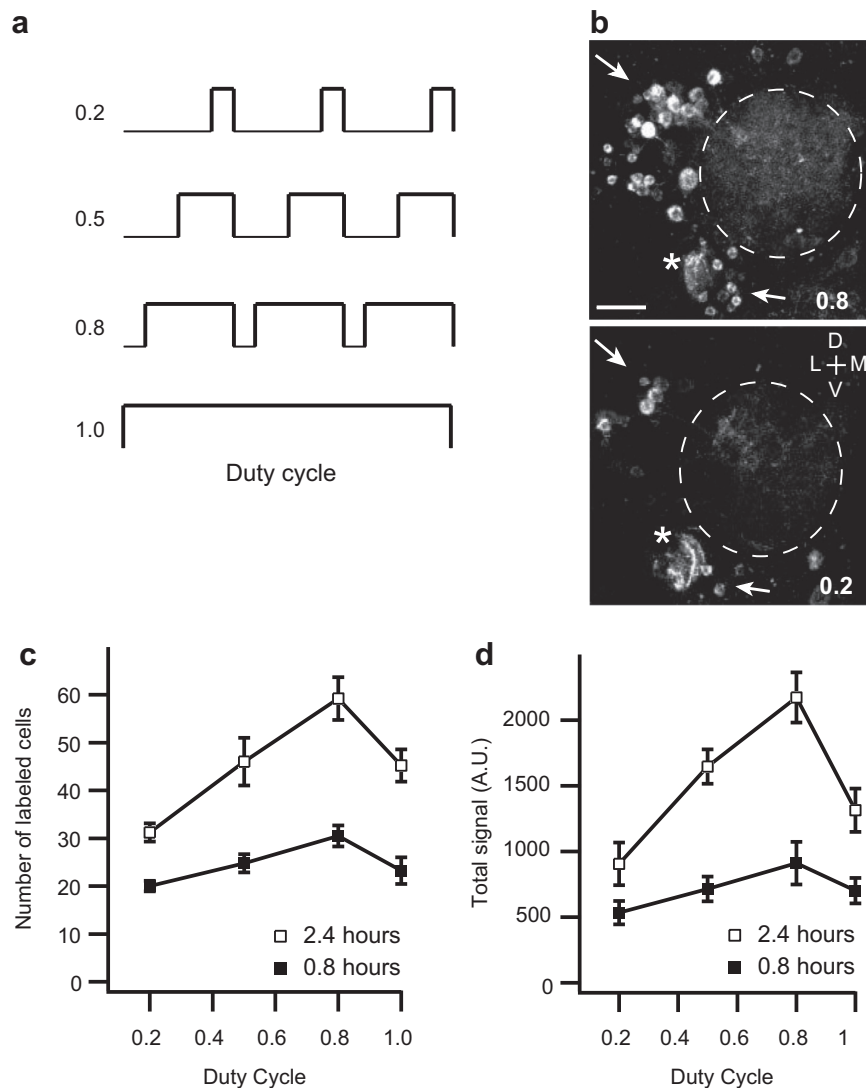 a
0.2
0.5
0.8
1.0
Duty cycle
b
*
0.8
D
L M
V
*
0.2
c
Number of labeled cells
60
50
40
30
20
10
0
2.4 hours
0.8 hours
0.2 0.4 0.6 0.8 1.0
Duty Cycle
d
Total signal (A.U.)
2000
1500
1000
500
0
2.4 hours
0.8 hours
0.2 0.4 0.6 0.8 1
Duty Cycle